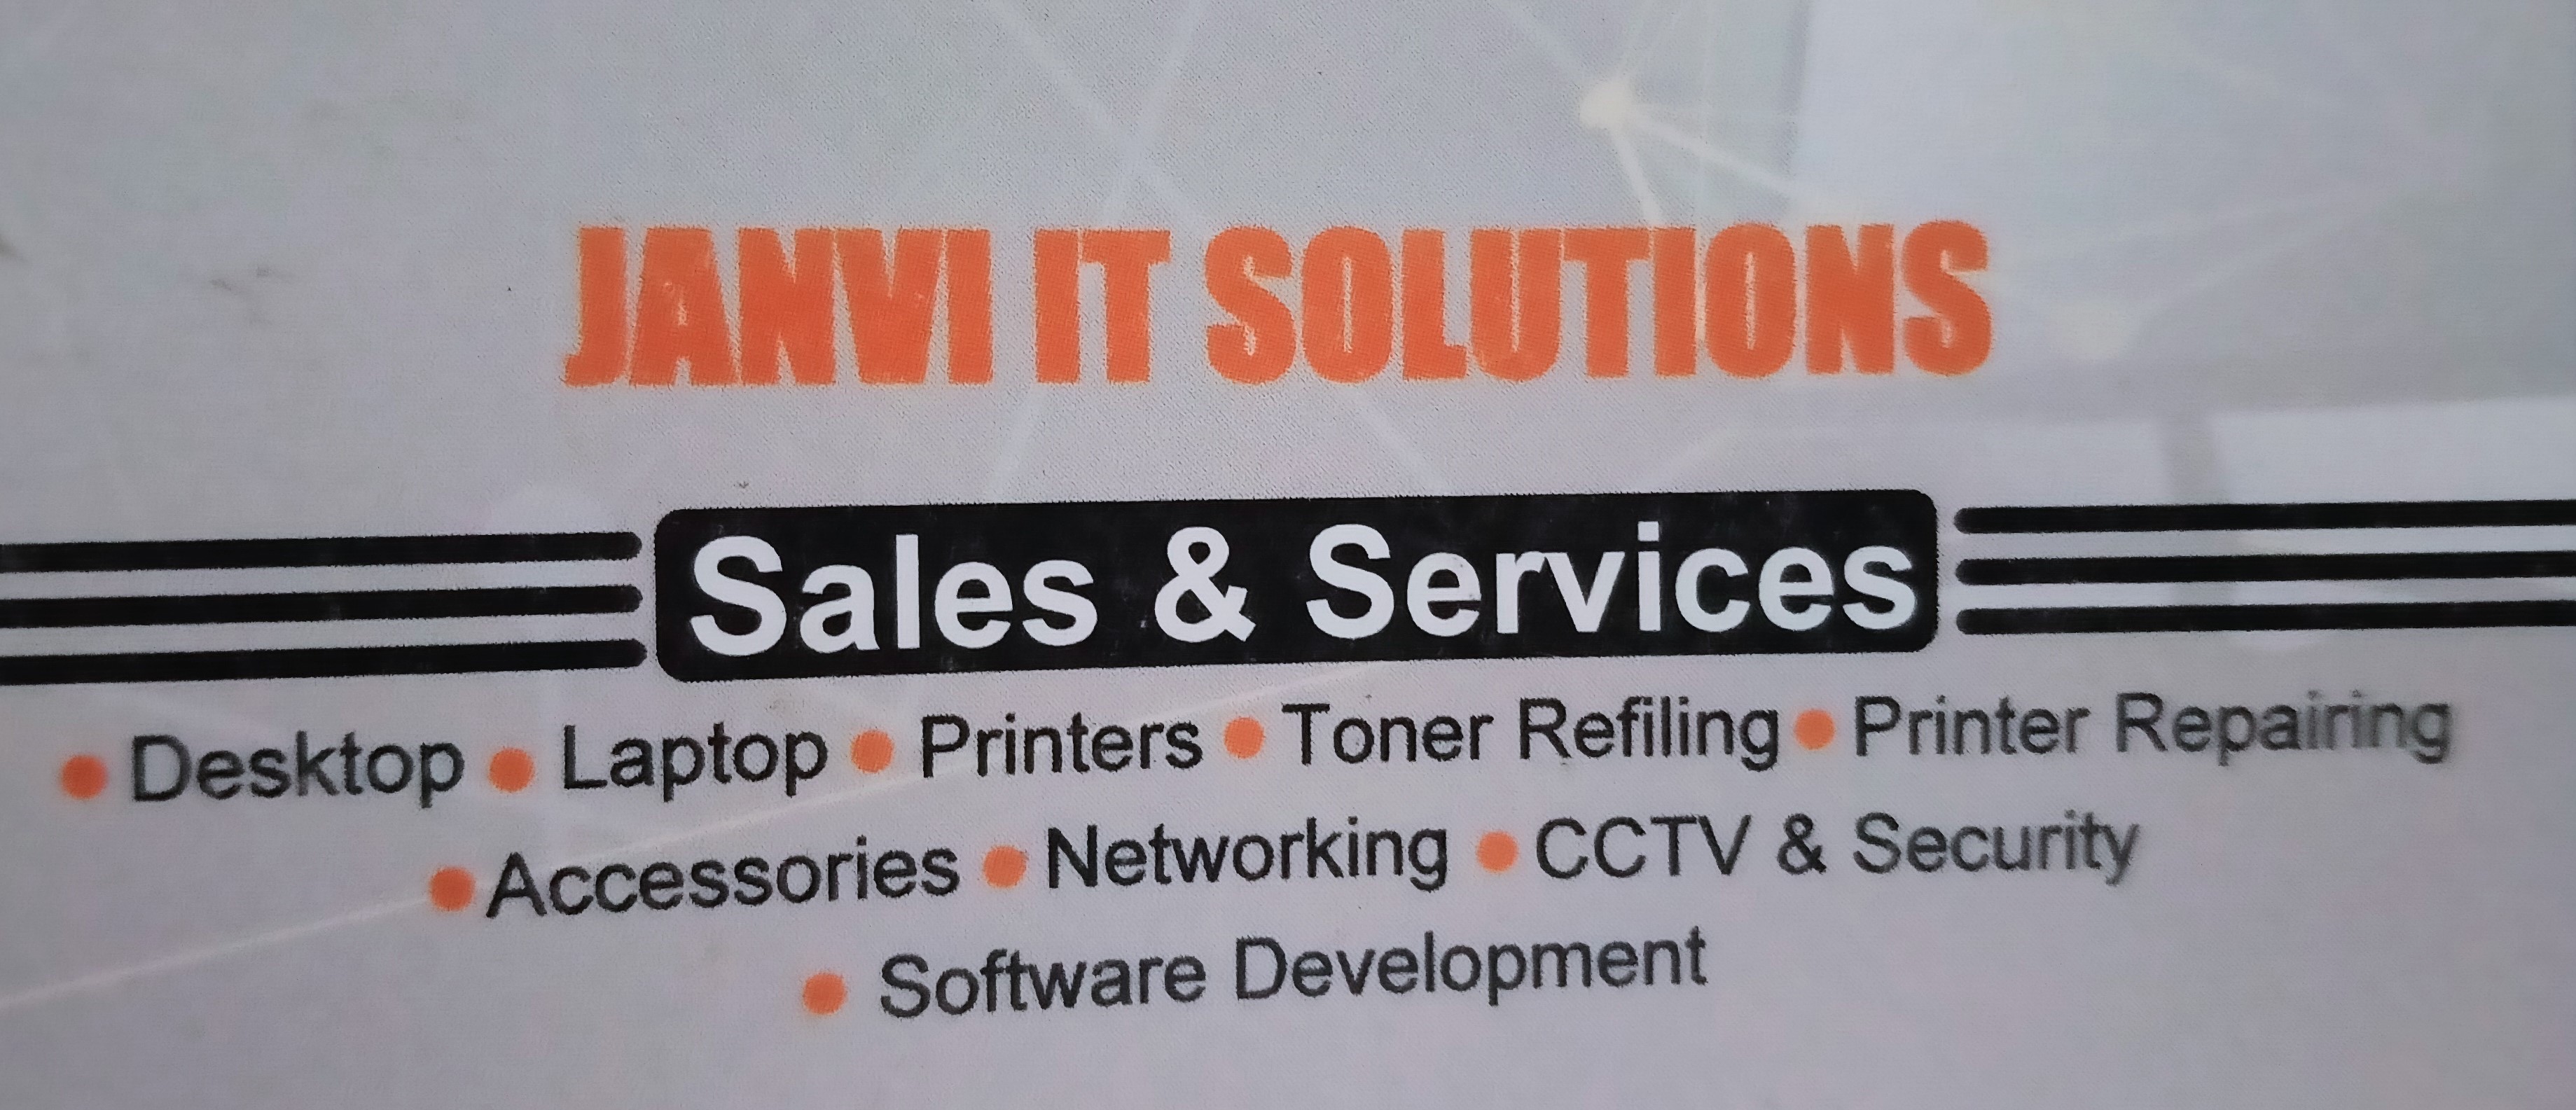 JANVI IT SOLUTIONS
Sales & Services
• Desktop • Laptop • Printers • Toner Refiling • Printer Repairing
• Accessories • Networking • CCTV & Security
• Software Development